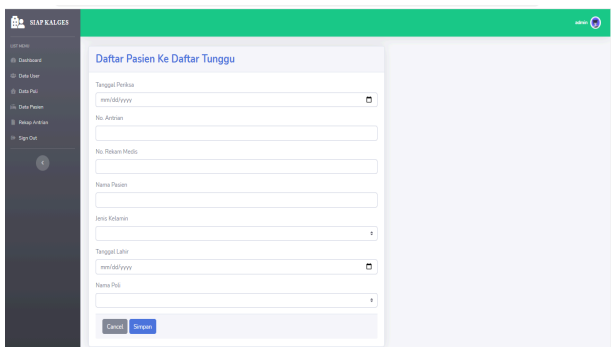 SIAP KALGES
admin
LIST MENU
Dashboard
Data User
Data Poli
Data Pasien
Rekap Antrian
Sign Out
Daftar Pasien Ke Daftar Tunggu
Tanggal Periksa
mm/dd/yyyy
No. Antrian
No. Rekam Medis
Nama Pasien
Jenis Kelamin
Tanggal Lahir
mm/dd/yyyy
Nama Poli
Cancel Simpan